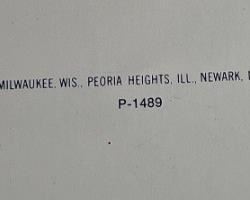 MILWAUKEE, WIS., PEORIA HEIGHTS, ILL., NEWARK,
P-1489